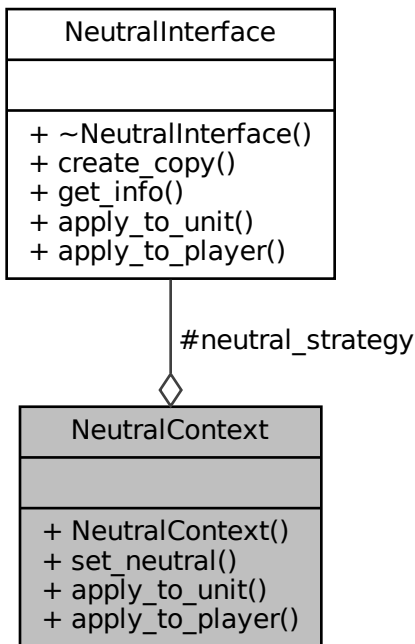 NeutralInterface
+ ~NeutralInterface()
+ create_copy()
+ get_info()
+ apply_to_unit()
+ apply_to_player()
#neutral_strategy
NeutralContext
+ NeutralContext()
+ set_neutral()
+ apply_to_unit()
+ apply_to_player()